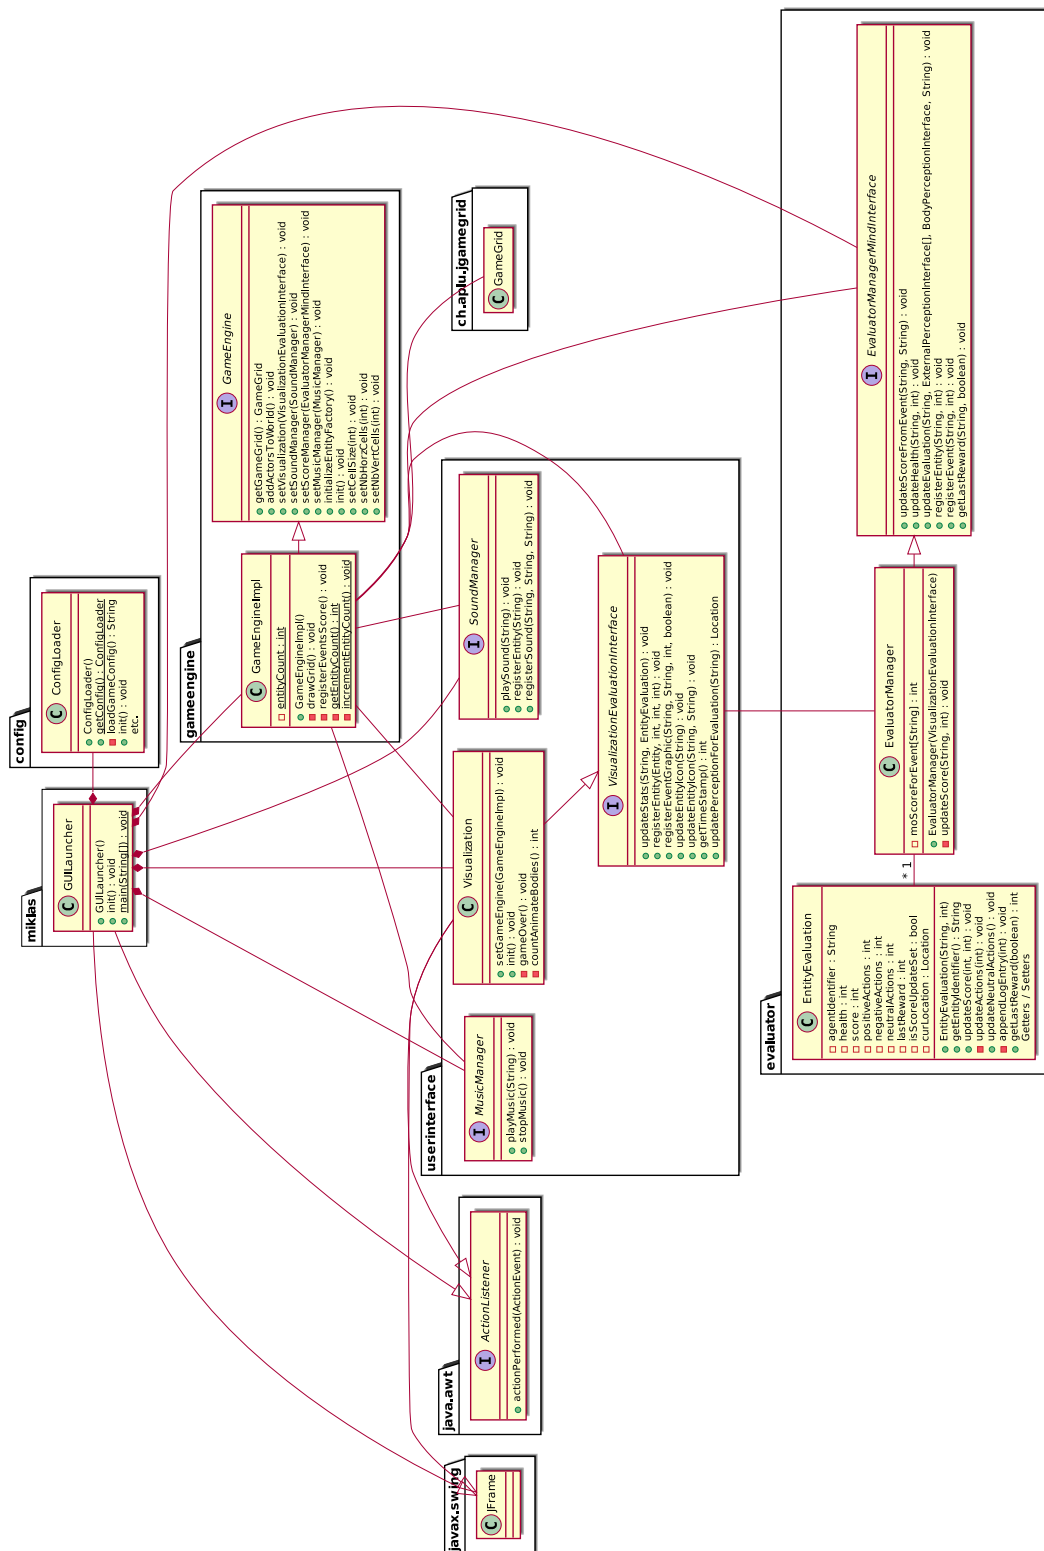 config
C ConfigLoader
ConfigLoader()
getConfig() : ConfigLoader
loadGameConfig() : String
init() : void
etc.
miklas
C GUILauncher
GUILauncher()
init() : void
main(String[]) : void
gameengine
I GameEngine
getGameGrid() : GameGrid
addActorsToWorld() : void
setVisualization(VisualizationEvaluationInterface) : void
setSoundManager(SoundManager) : void
setScoreManager(EvaluatorManagerMindInterface) : void
setMusicManager(MusicManager) : void
initializeEntityFactory() : void
init() : void
setCellSize(int) : void
setNbHorzCells(int) : void
setNbVertCells(int) : void
C GameEngineImpl
entityCount : int
GameEngineImpl()
drawGrid() : void
registerEventsScore() : void
getEntityCount() : int
incrementEntityCount() : void
ch.aplu.jgamegrid
C GameGrid
userinterface
I SoundManager
playSound(String) : void
registerEntity(String) : void
registerSound(String, String, String) : void
C Visualization
setGameEngine(GameEngineImpl) : void
init() : void
gameOver() : void
countAnimateBodies() : int
I MusicManager
playMusic(String) : void
stopMusic() : void
I VisualizationEvaluationInterface
updateStats(String, EntityEvaluation) : void
registerEntity(Entity, int, int, int) : void
registerEventGraphic(String, String, int, boolean) : void
updateEntityIcon(String) : void
updateEntityIcon(String, String) : void
getTimeStamp() : int
updatePerceptionForEvaluation(String) : Location
java.awt
I ActionListener
actionPerformed(ActionEvent) : void
javax.swing
C JFrame
evaluator
I EvaluatorManagerMindInterface
updateScoreFromEvent(String, String) : void
updateHealth(String, int) : void
updateEvaluation(String, ExternalPerceptionInterface[], BodyPerceptionInterface, String) : void
registerEntity(String, int) : void
registerEvent(String, int) : void
getLastReward(String, boolean) : void
C EvaluatorManager
moScoreForEvent[String] : int
EvaluatorManager(VisualizationEvaluationInterface)
updateScore(String, int) : void
* 1
C EntityEvaluation
agentIdentifier : String
health : int
score : int
positiveActions : int
negativeActions : int
neutralActions : int
lastReward : int
isScoreUpdateSet : bool
curLocation : Location
EntityEvaluation(String, int)
getEntityIdentifier() : String
updateScore(int, int) : void
updateActions(int) : void
updateNeutralActions() : void
appendLogEntry(int) : void
getLastReward(boolean) : int
Getters / Setters